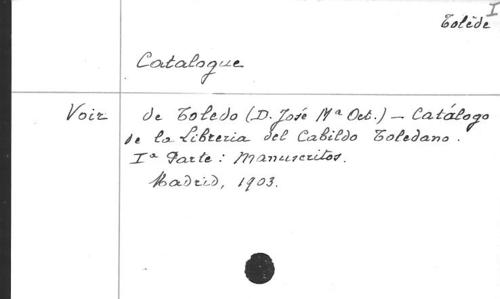 I
Tolède
Catalogue
Voir de Toledo (D. José Mª Oct.) — Catálogo
de la Libreria del Cabildo Toledano.
Iª Parte : Manuscritos.
Madrid, 1903.